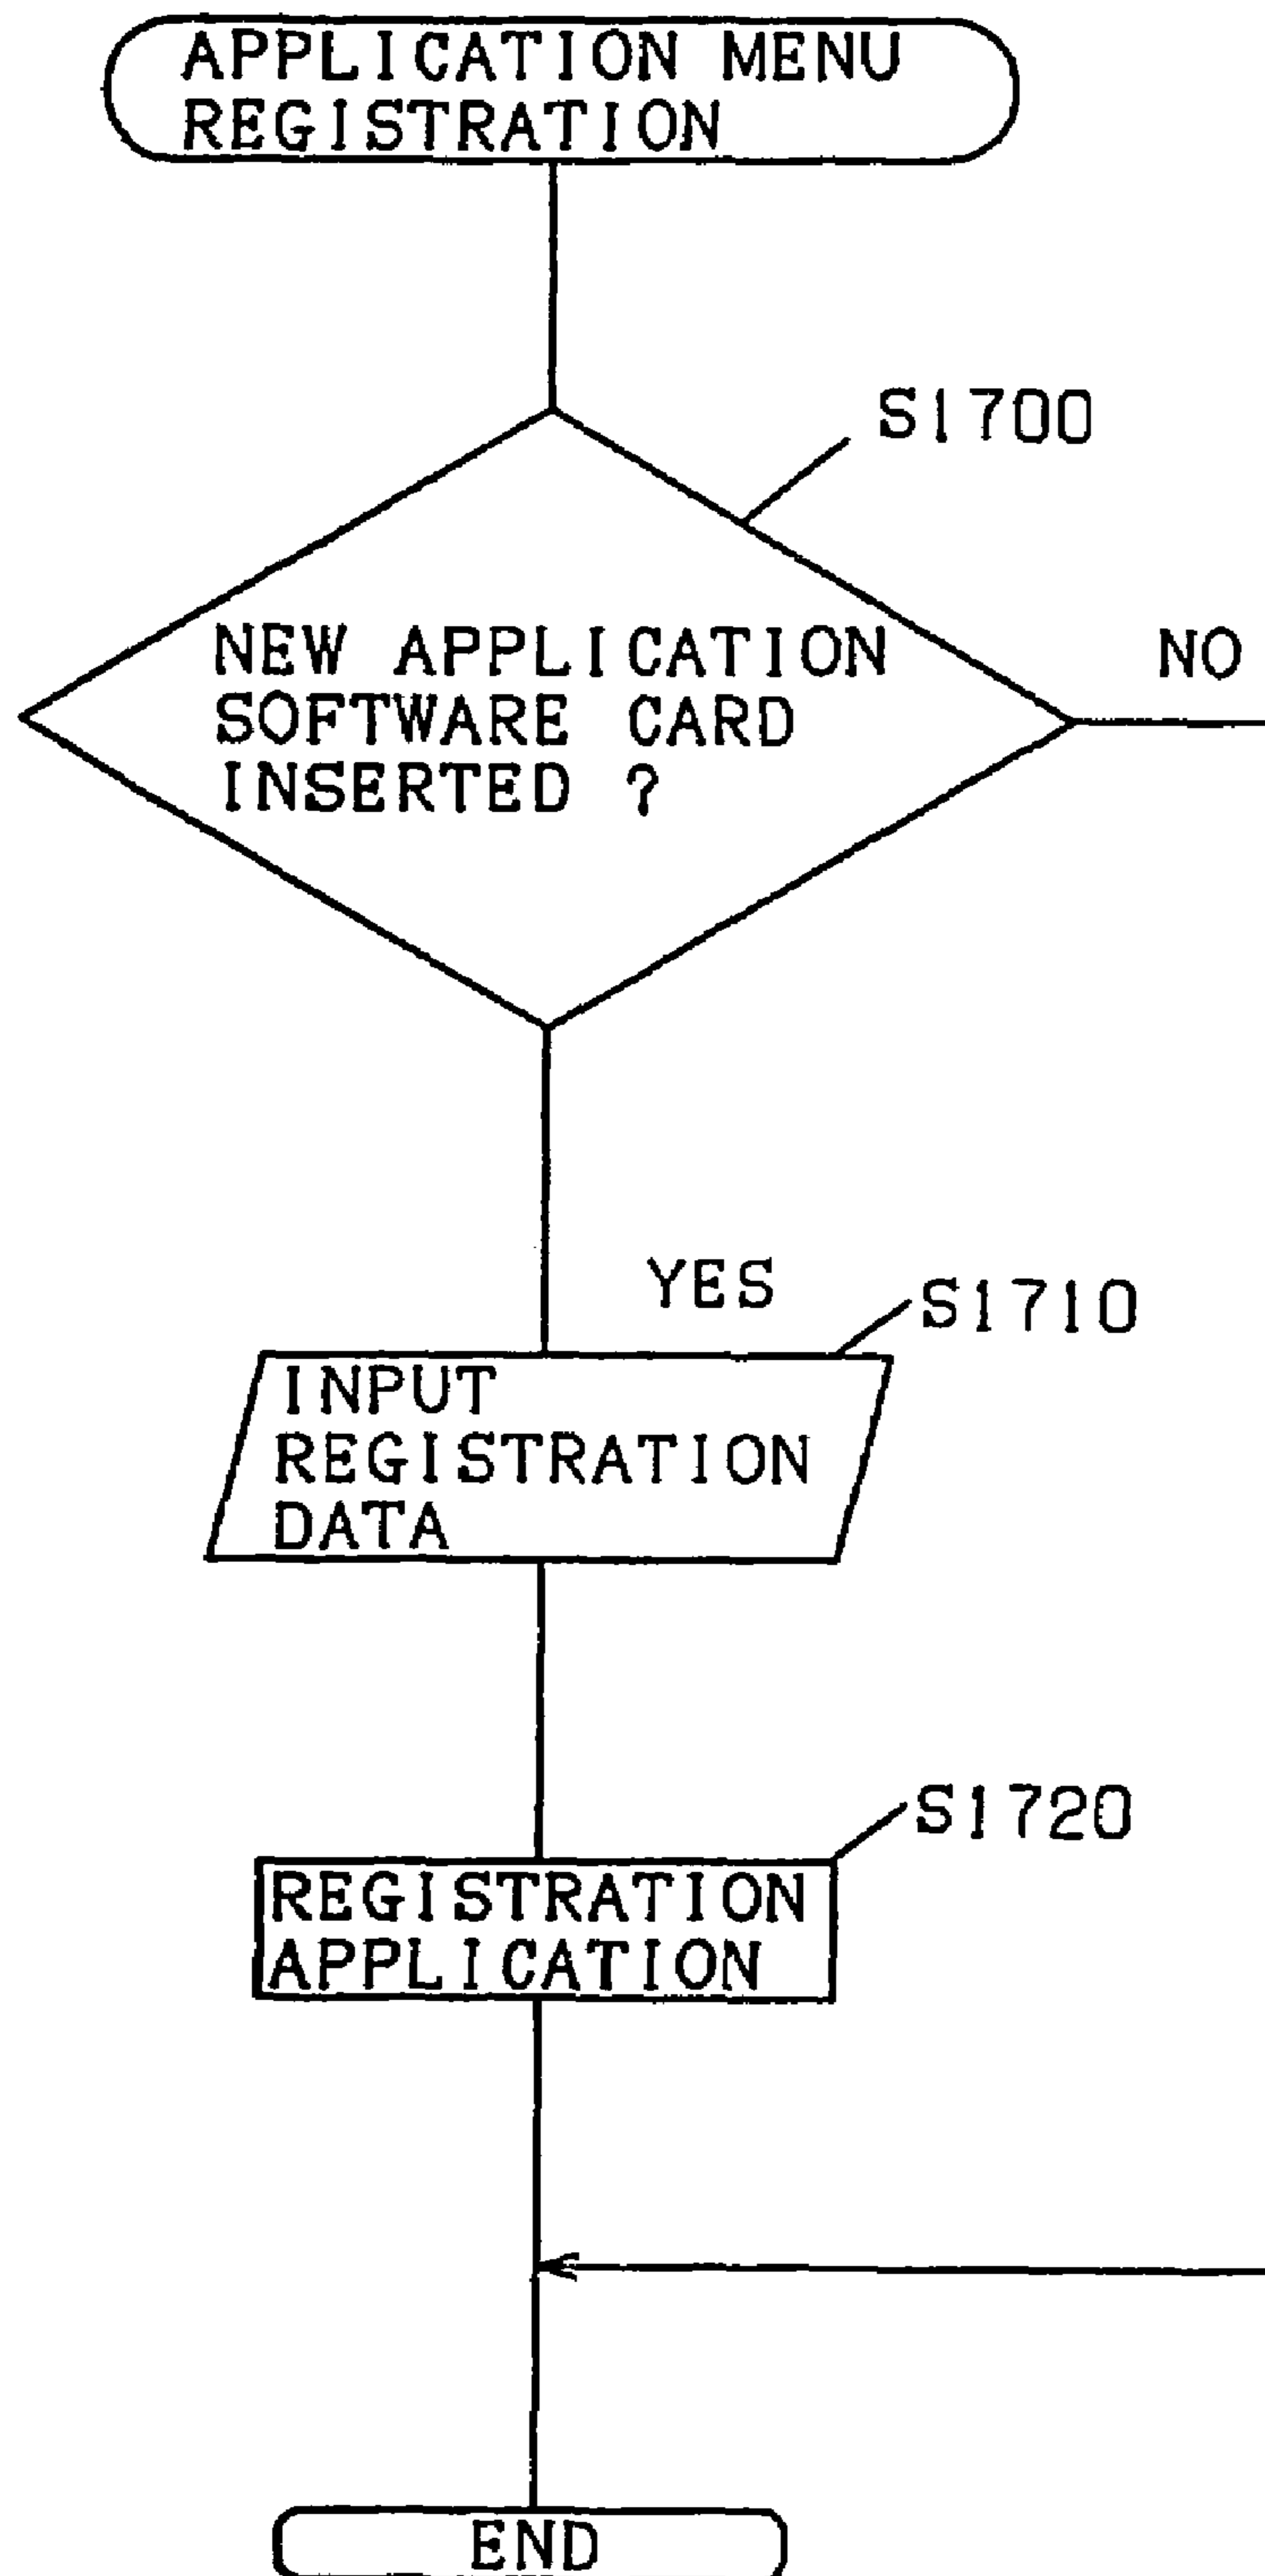 APPLICATION MENU
REGISTRATION
S1700
NEW APPLICATION
SOFTWARE CARD
INSERTED ?
NO
YES
S1710
INPUT
REGISTRATION
DATA
S1720
REGISTRATION
APPLICATION
END